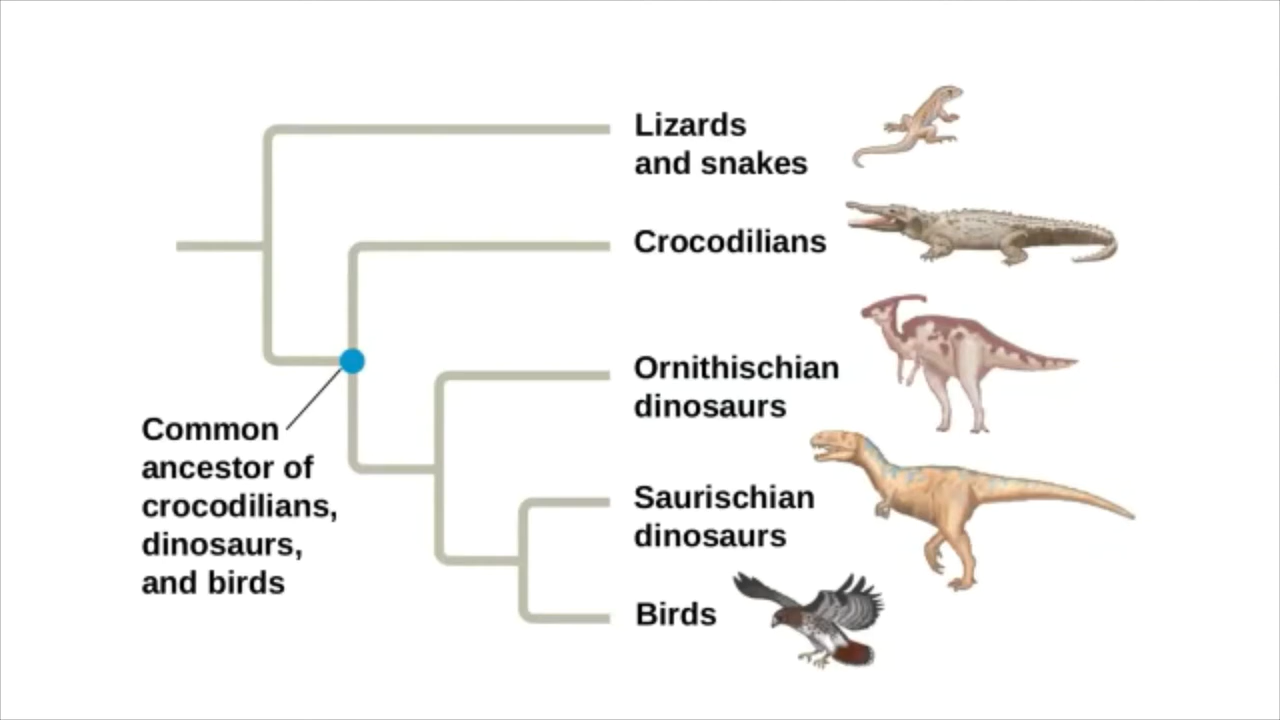 Lizards
and snakes
Crocodilians
Ornithischian
dinosaurs
Common
ancestor of
crocodilians,
dinosaurs,
and birds
Saurischian
dinosaurs
Birds